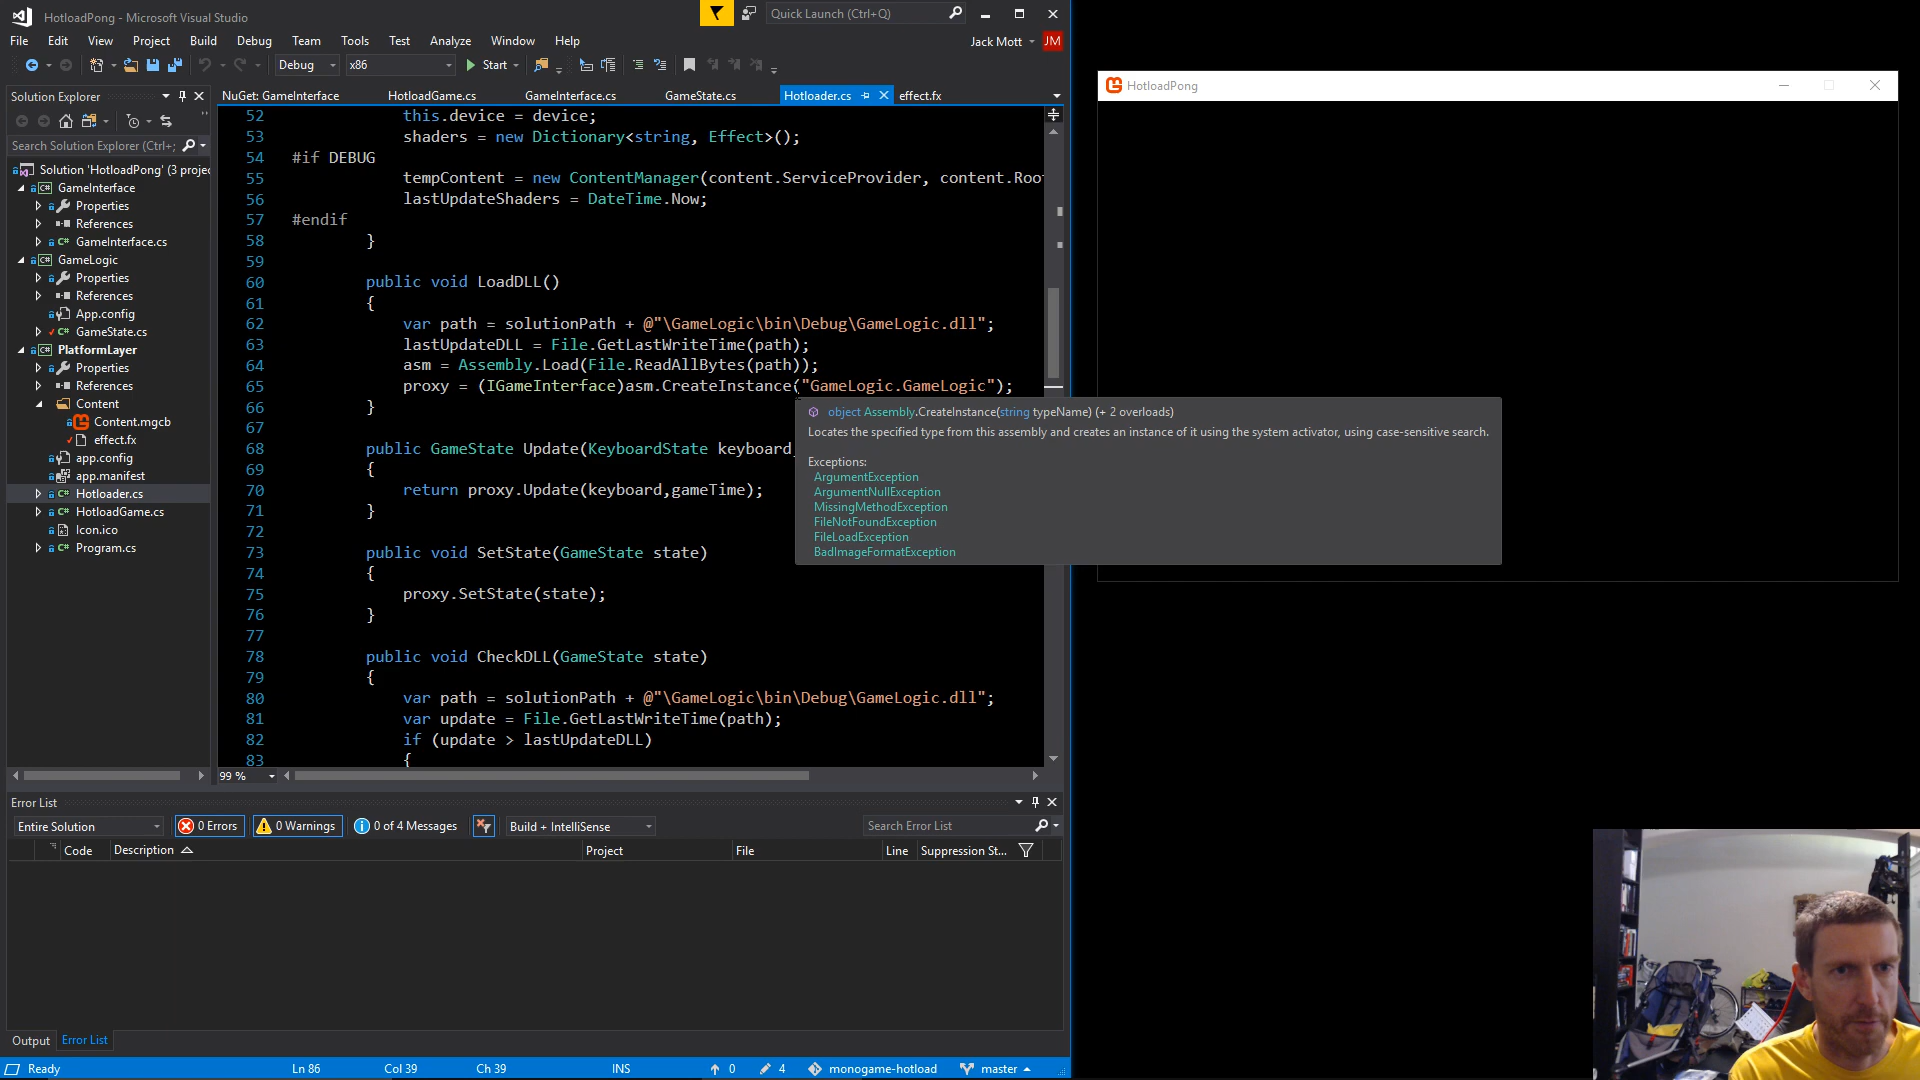 HotloadPong - Microsoft Visual Studio
Quick Launch (Ctrl+Q)
File Edit View Project Build Debug Team Tools Test Analyze Window Help
Jack Mott JM
Debug x86 Start
Solution Explorer
Search Solution Explorer (Ctrl+;
Solution 'HotloadPong' (3 projec
GameInterface
Properties
References
GameInterface.cs
GameLogic
Properties
References
App.config
GameState.cs
PlatformLayer
Properties
References
Content
Content.mgcb
effect.fx
app.config
app.manifest
Hotloader.cs
HotloadGame.cs
Icon.ico
Program.cs
NuGet: GameInterface HotloadGame.cs GameInterface.cs GameState.cs Hotloader.cs effect.fx
52 this.device = device;
53 shaders = new Dictionary<string, Effect>();
54 #if DEBUG
55 tempContent = new ContentManager(content.ServiceProvider, content.Root
56 lastUpdateShaders = DateTime.Now;
57 #endif
58 }
59
60 public void LoadDLL()
61 {
62 var path = solutionPath + @"\GameLogic\bin\Debug\GameLogic.dll";
63 lastUpdateDLL = File.GetLastWriteTime(path);
64 asm = Assembly.Load(File.ReadAllBytes(path));
65 proxy = (IGameInterface)asm.CreateInstance("GameLogic.GameLogic");
66 }
67
68 public GameState Update(KeyboardState keyboard,
69 {
70 return proxy.Update(keyboard,gameTime);
71 }
72
73 public void SetState(GameState state)
74 {
75 proxy.SetState(state);
76 }
77
78 public void CheckDLL(GameState state)
79 {
80 var path = solutionPath + @"\GameLogic\bin\Debug\GameLogic.dll";
81 var update = File.GetLastWriteTime(path);
82 if (update > lastUpdateDLL)
83 {
object Assembly.CreateInstance(string typeName) (+ 2 overloads)
Locates the specified type from this assembly and creates an instance of it using the system activator, using case-sensitive search.
Exceptions:
ArgumentException
ArgumentNullException
MissingMethodException
FileNotFoundException
FileLoadException
BadImageFormatException
99 %
Error List
Entire Solution 0 Errors 0 Warnings 0 of 4 Messages Build + IntelliSense Search Error List
Code Description Project File Line Suppression St...
Output Error List
Ready Ln 86 Col 39 Ch 39 INS 0 4 monogame-hotload master
HotloadPong